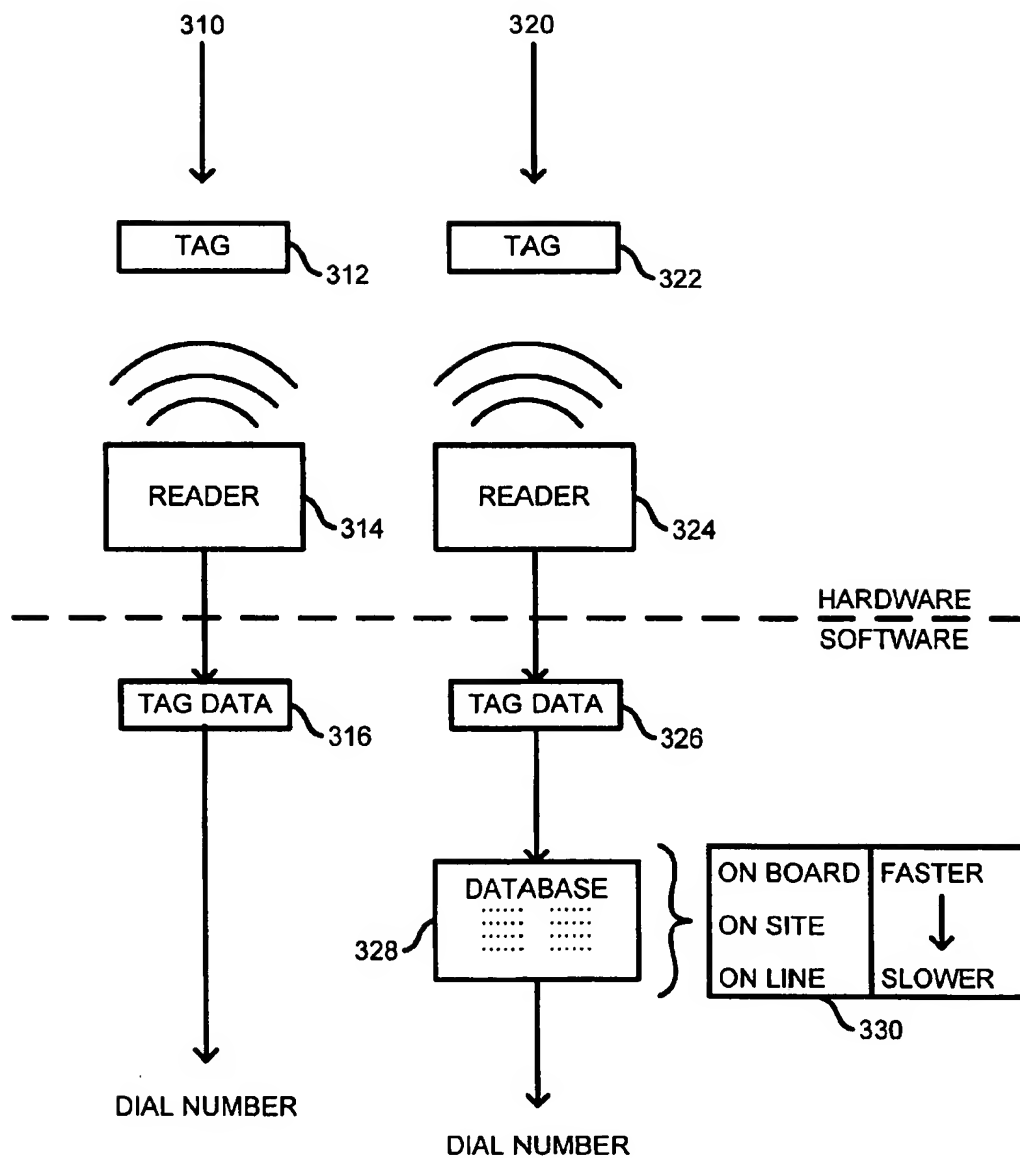 310 320
TAG TAG
312 322
READER READER
314 324
HARDWARE
SOFTWARE
TAG DATA TAG DATA
316 326
DATABASE
328
ON BOARD FASTER
ON SITE
ON LINE SLOWER
330
DIAL NUMBER
DIAL NUMBER